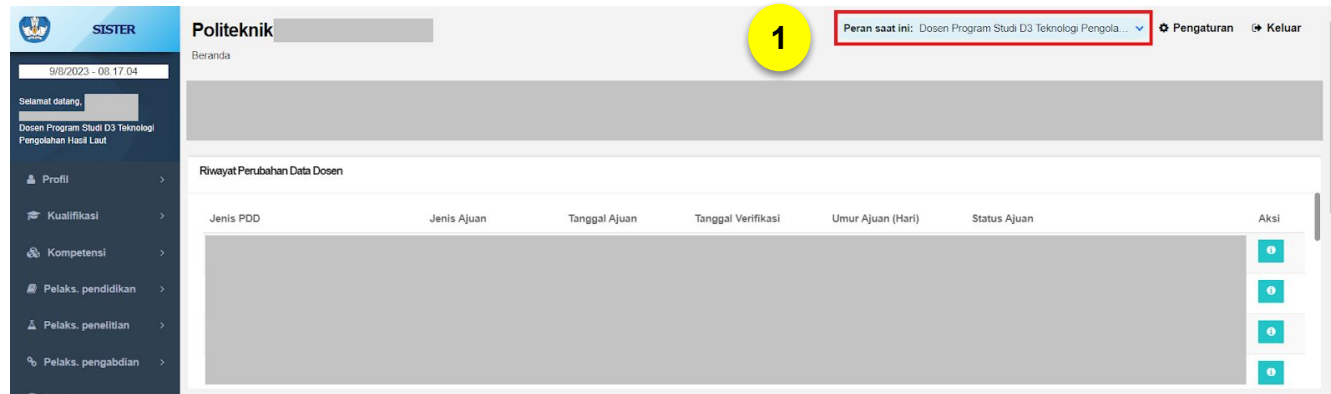 SISTER
9/8/2023 - 08.17.04
Selamat datang,
Dosen Program Studi D3 Teknologi
Pengolahan Hasil Laut
Profil
Kualifikasi
Kompetensi
Pelaks. pendidikan
Pelaks. penelitian
Pelaks. pengabdian
Politeknik
Beranda
1
Peran saat ini: Dosen Program Studi D3 Teknologi Pengola...
Pengaturan
Keluar
Riwayat Perubahan Data Dosen
Jenis PDD Jenis Ajuan Tanggal Ajuan Tanggal Verifikasi Umur Ajuan (Hari) Status Ajuan Aksi